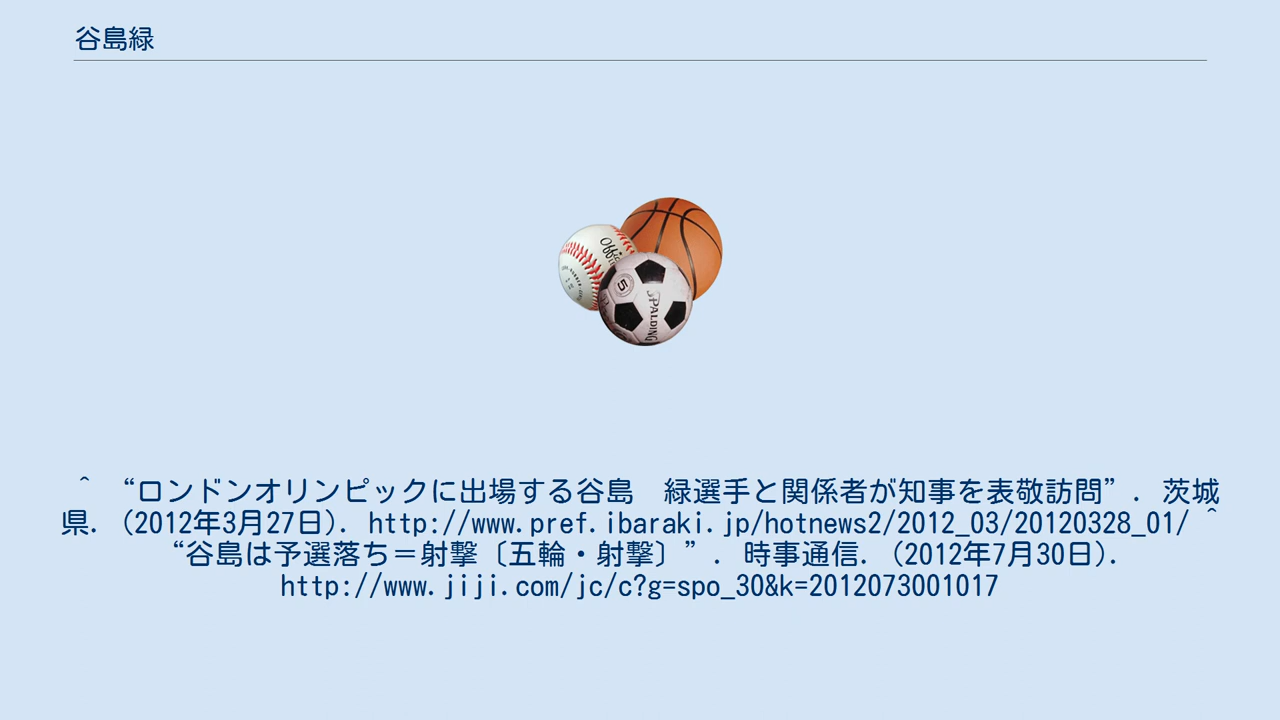 谷島緑
Offic
5
SPALDING
^ “ロンドンオリンピックに出場する谷島　緑選手と関係者が知事を表敬訪問”. 茨城
県. (2012年3月27日). http://www.pref.ibaraki.jp/hotnews2/2012_03/20120328_01/ ^
“谷島は予選落ち＝射撃〔五輪・射撃〕”. 時事通信. (2012年7月30日).
http://www.jiji.com/jc/c?g=spo_30&k=2012073001017